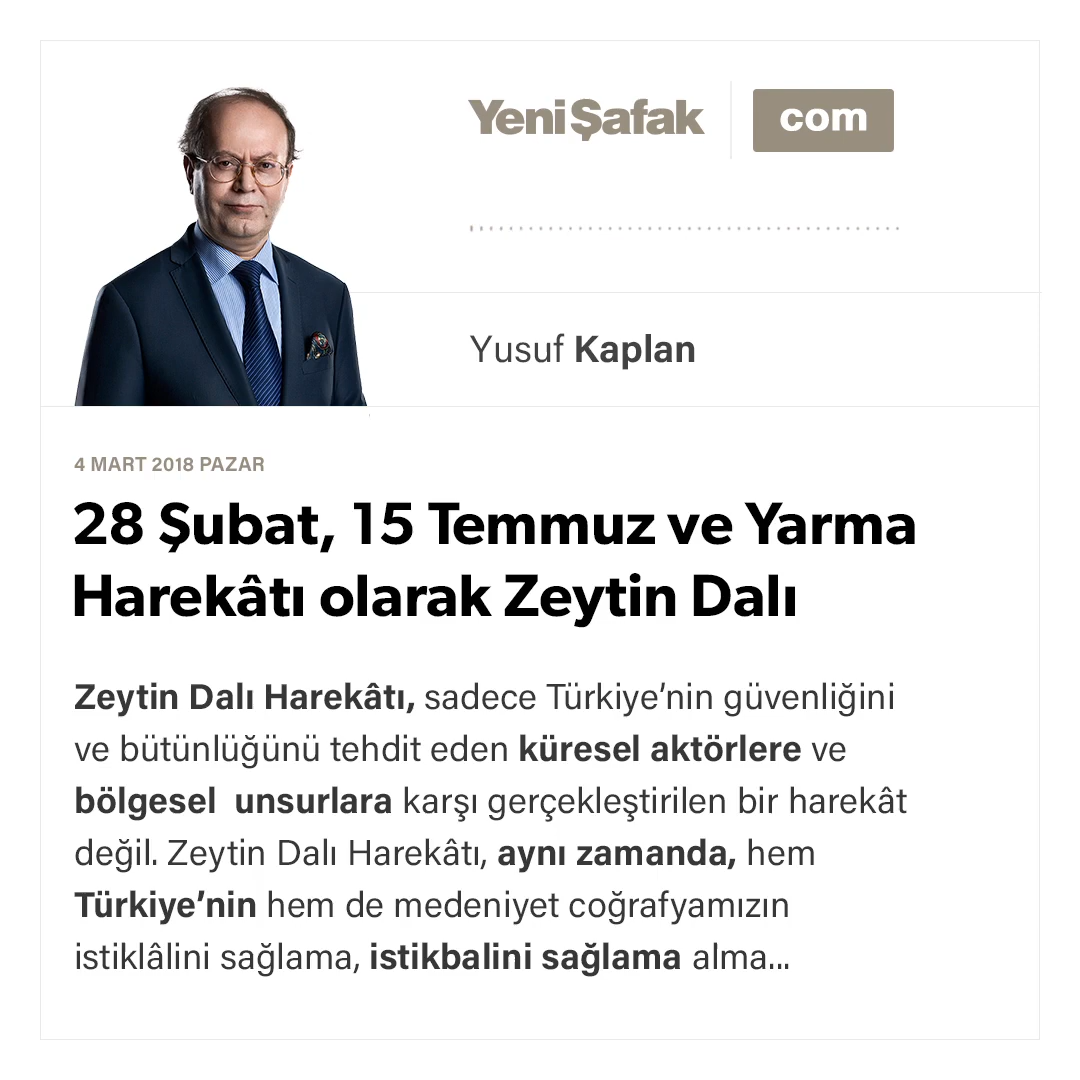 YeniŞafak
com
Yusuf Kaplan
4 MART 2018 PAZAR
28 Şubat, 15 Temmuz ve Yarma
Harekâtı olarak Zeytin Dalı
Zeytin Dalı Harekâtı, sadece Türkiye’nin güvenliğini
ve bütünlüğünü tehdit eden küresel aktörlere ve
bölgesel unsurlara karşı gerçekleştirilen bir harekât
değil. Zeytin Dalı Harekâtı, aynı zamanda, hem
Türkiye’nin hem de medeniyet coğrafyamızın
istiklâlini sağlama, istikbalini sağlama alma...